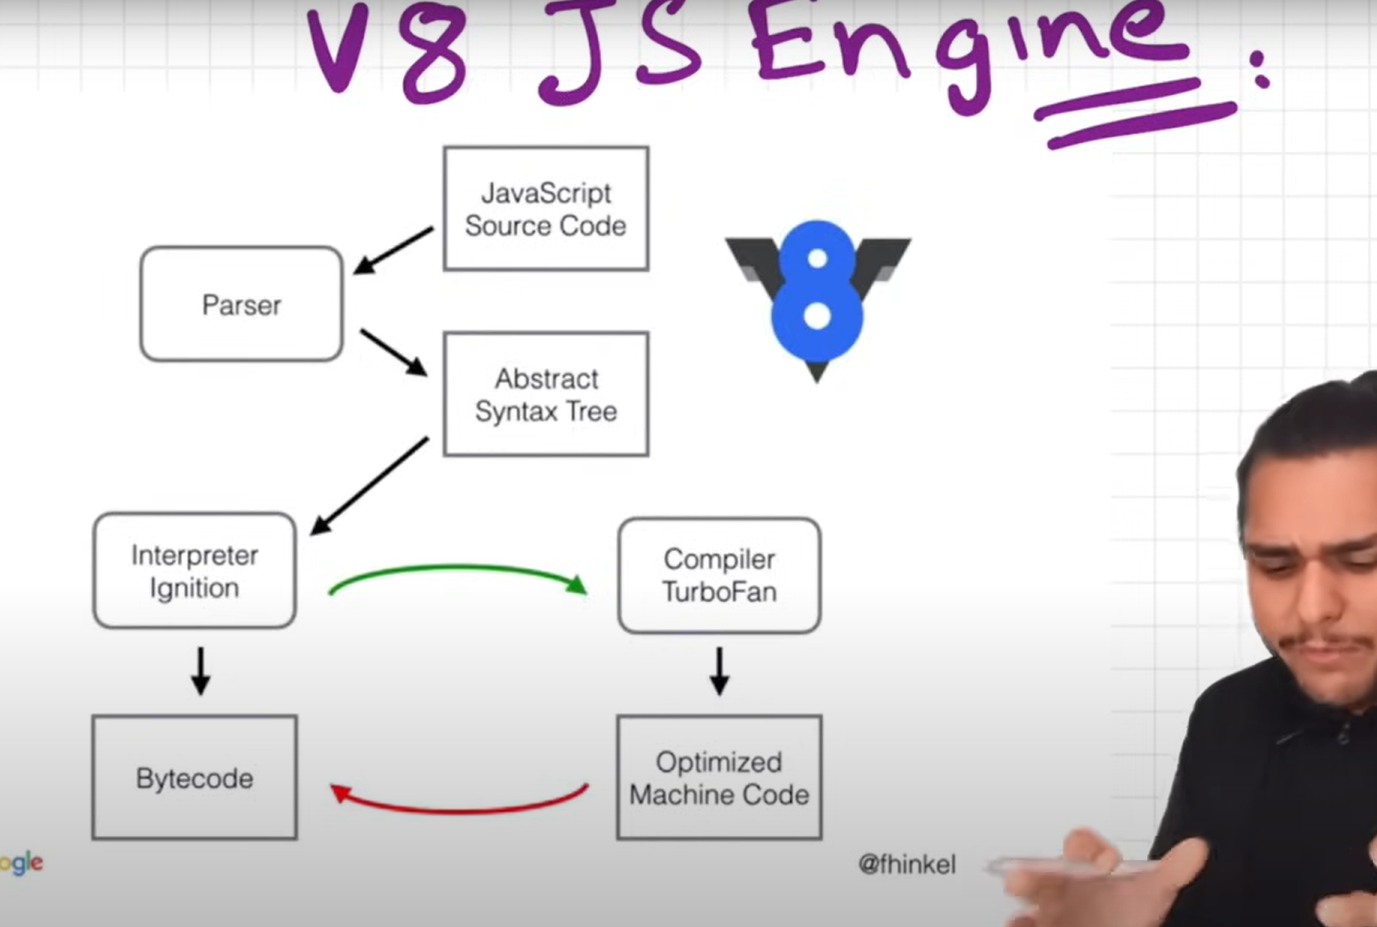 V8 JS Engine :
JavaScript
Source Code
Parser
8
Abstract
Syntax Tree
Interpreter
Ignition
Compiler
TurboFan
Bytecode
Optimized
Machine Code
ogle
@fhinkel